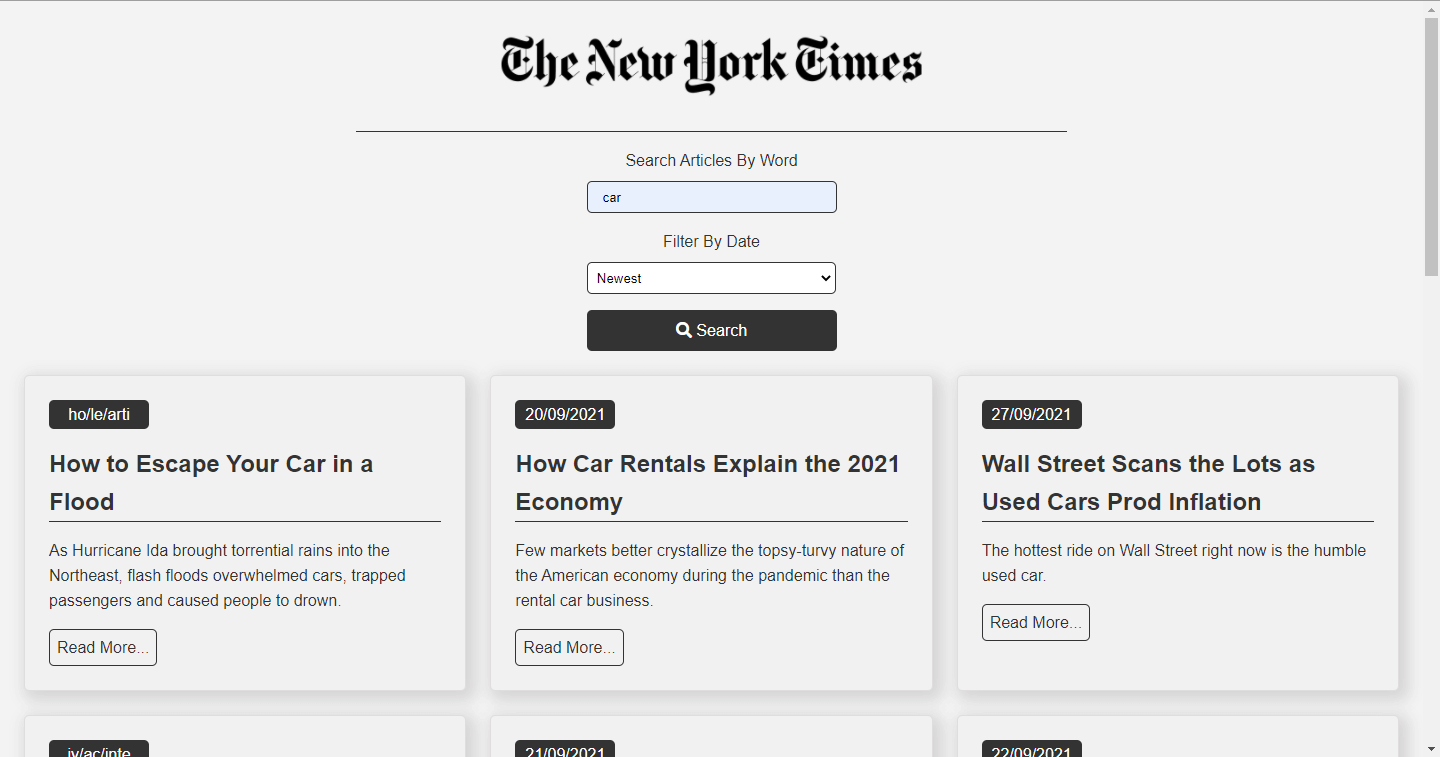 The New York Times
Search Articles By Word
car
Filter By Date
Newest
Search
ho/le/arti
How to Escape Your Car in a
Flood
As Hurricane Ida brought torrential rains into the
Northeast, flash floods overwhelmed cars, trapped
passengers and caused people to drown.
Read More...
20/09/2021
How Car Rentals Explain the 2021
Economy
Few markets better crystallize the topsy-turvy nature of
the American economy during the pandemic than the
rental car business.
Read More...
27/09/2021
Wall Street Scans the Lots as
Used Cars Prod Inflation
The hottest ride on Wall Street right now is the humble
used car.
Read More...
iv/ac/inte
21/09/2021
22/09/2021